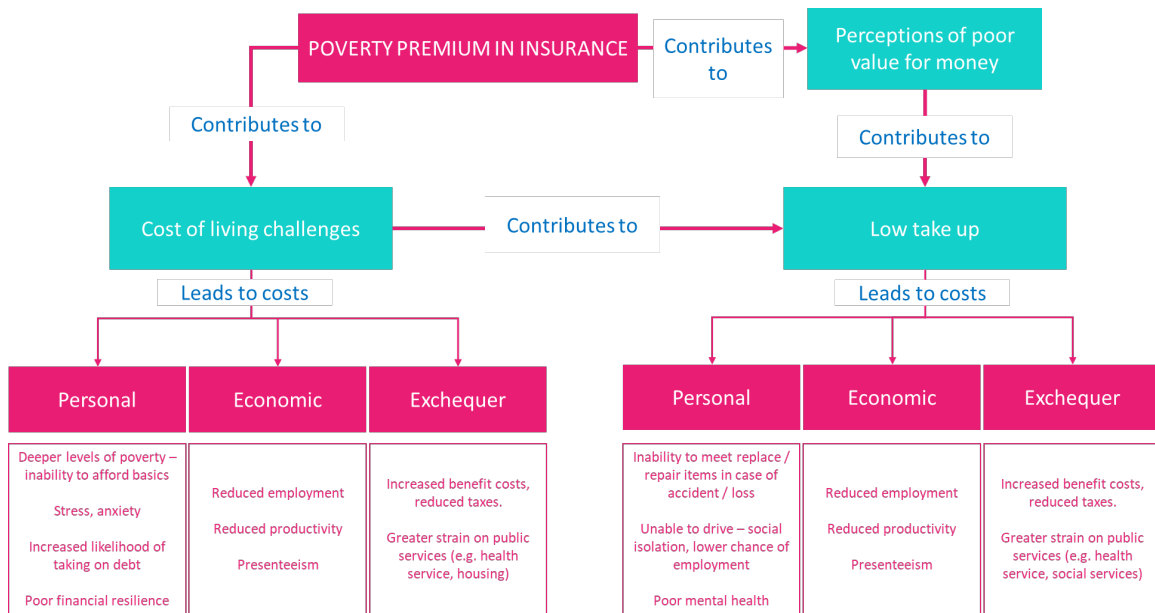 POVERTY PREMIUM IN INSURANCE
Contributes
to
Perceptions of poor
value for money
Contributes to
Contributes to
Cost of living challenges
Contributes to
Low take up
Leads to costs
Leads to costs
Personal
Economic
Exchequer
Personal
Economic
Exchequer
Deeper levels of poverty –
inability to afford basics
Stress, anxiety
Increased likelihood of
taking on debt
Poor financial resilience
Reduced employment
Reduced productivity
Presenteeism
Increased benefit costs,
reduced taxes.
Greater strain on public
services (e.g. health
service, housing)
Inability to meet replace /
repair items in case of
accident / loss
Unable to drive – social
isolation, lower chance of
employment
Poor mental health
Reduced employment
Reduced productivity
Presenteeism
Increased benefit costs,
reduced taxes.
Greater strain on public
services (e.g. health
service, social services)